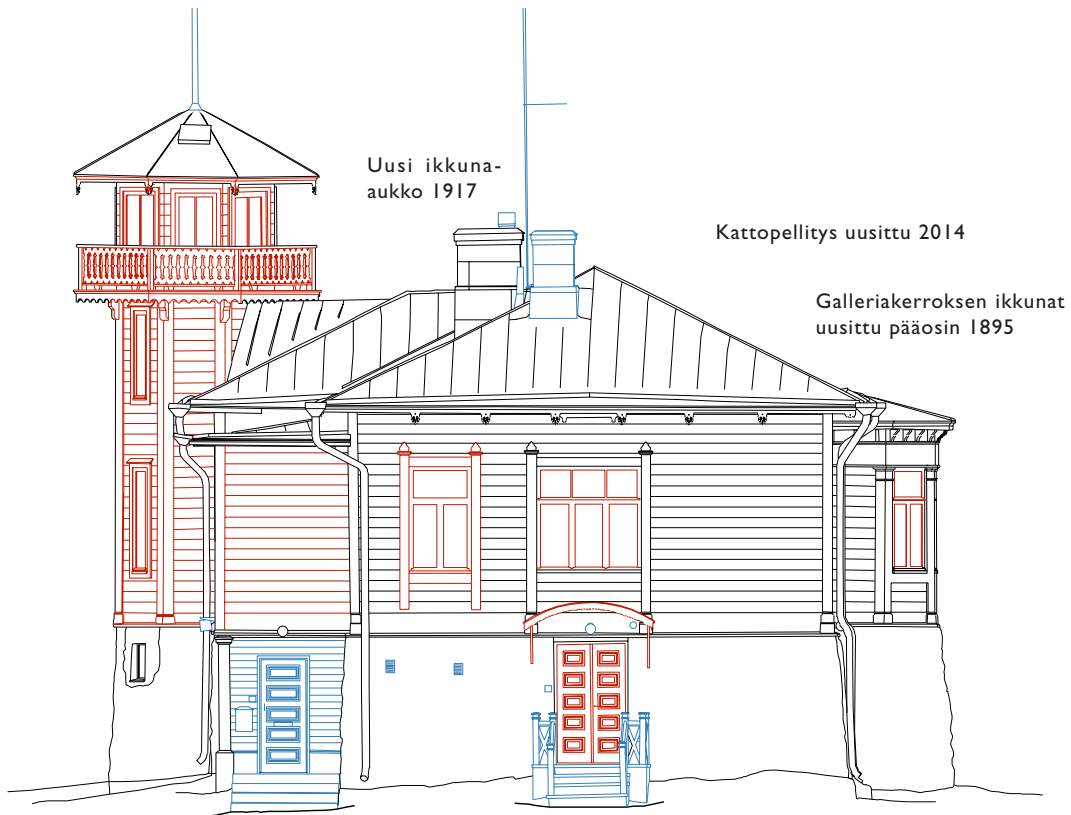 Uusi ikkuna-
aukko 1917
Kattopellitys uusittu 2014
Galleriakerroksen ikkunat
uusittu pääosin 1895